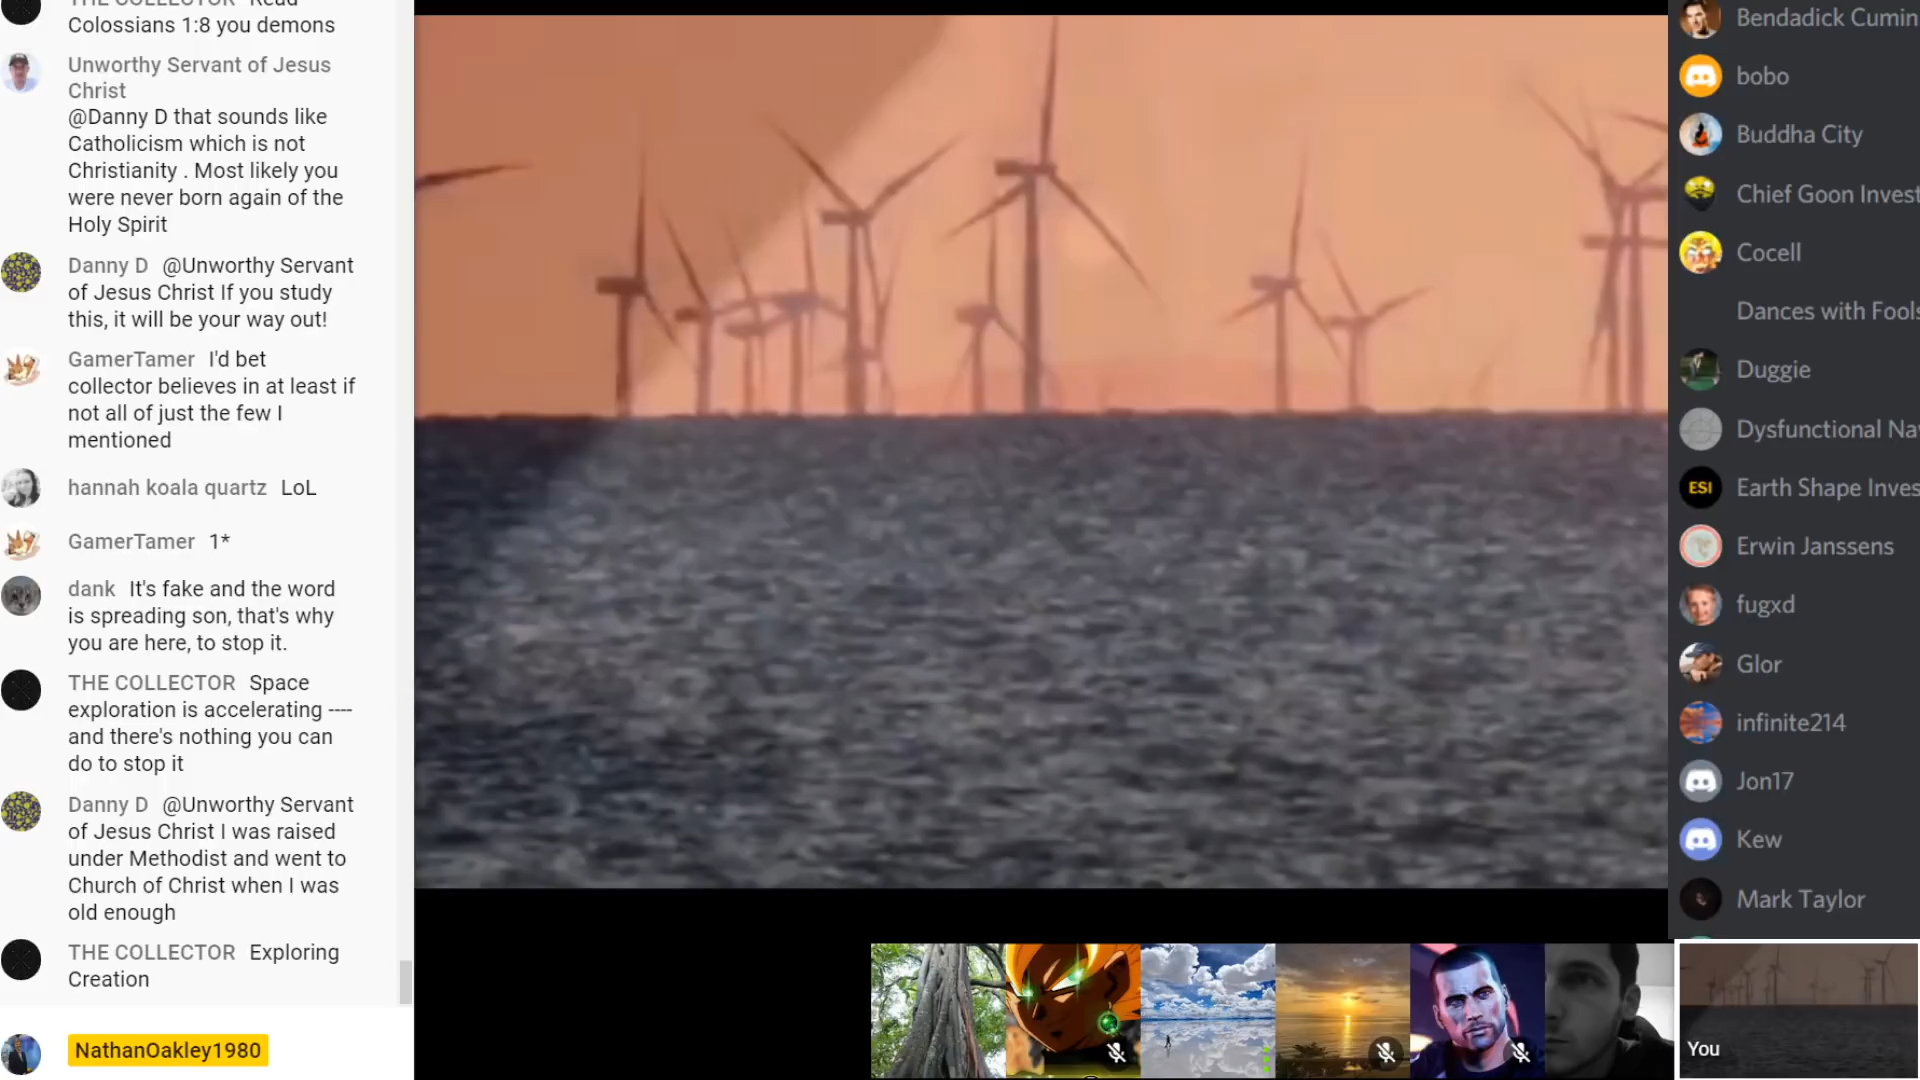 THE COLLECTOR Read
Colossians 1:8 you demons
Unworthy Servant of Jesus
Christ
@Danny D that sounds like
Catholicism which is not
Christianity . Most likely you
were never born again of the
Holy Spirit
Danny D @Unworthy Servant
of Jesus Christ If you study
this, it will be your way out!
GamerTamer I'd bet
collector believes in at least if
not all of just the few I
mentioned
hannah koala quartz LoL
GamerTamer 1*
dank It's fake and the word
is spreading son, that's why
you are here, to stop it.
THE COLLECTOR Space
exploration is accelerating ----
and there's nothing you can
do to stop it
Danny D @Unworthy Servant
of Jesus Christ I was raised
under Methodist and went to
Church of Christ when I was
old enough
THE COLLECTOR Exploring
Creation
NathanOakley1980
Bendadick Cumin
bobo
Buddha City
Chief Goon Invest
Cocell
Dances with Fools
Duggie
Dysfunctional Na
ESI Earth Shape Inves
Erwin Janssens
fugxd
Glor
infinite214
Jon17
Kew
Mark Taylor
You